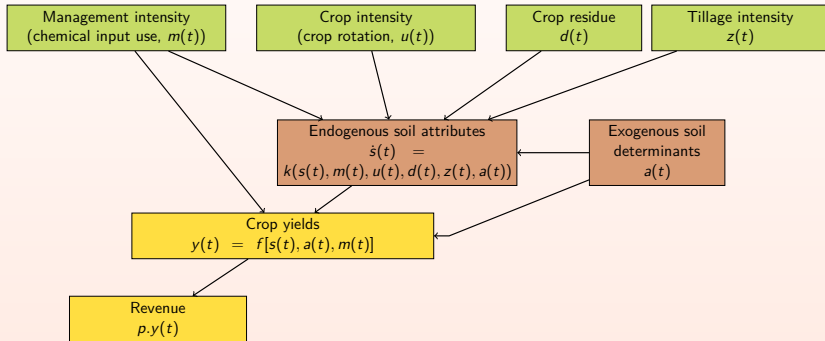 Management intensity
(chemical input use, m(t))
Crop intensity
(crop rotation, u(t))
Crop residue
d(t)
Tillage intensity
z(t)
Endogenous soil attributes
ṡ(t) =
k(s(t), m(t), u(t), d(t), z(t), a(t))
Exogenous soil
determinants
a(t)
Crop yields
y(t) = f[s(t), a(t), m(t)]
Revenue
p.y(t)